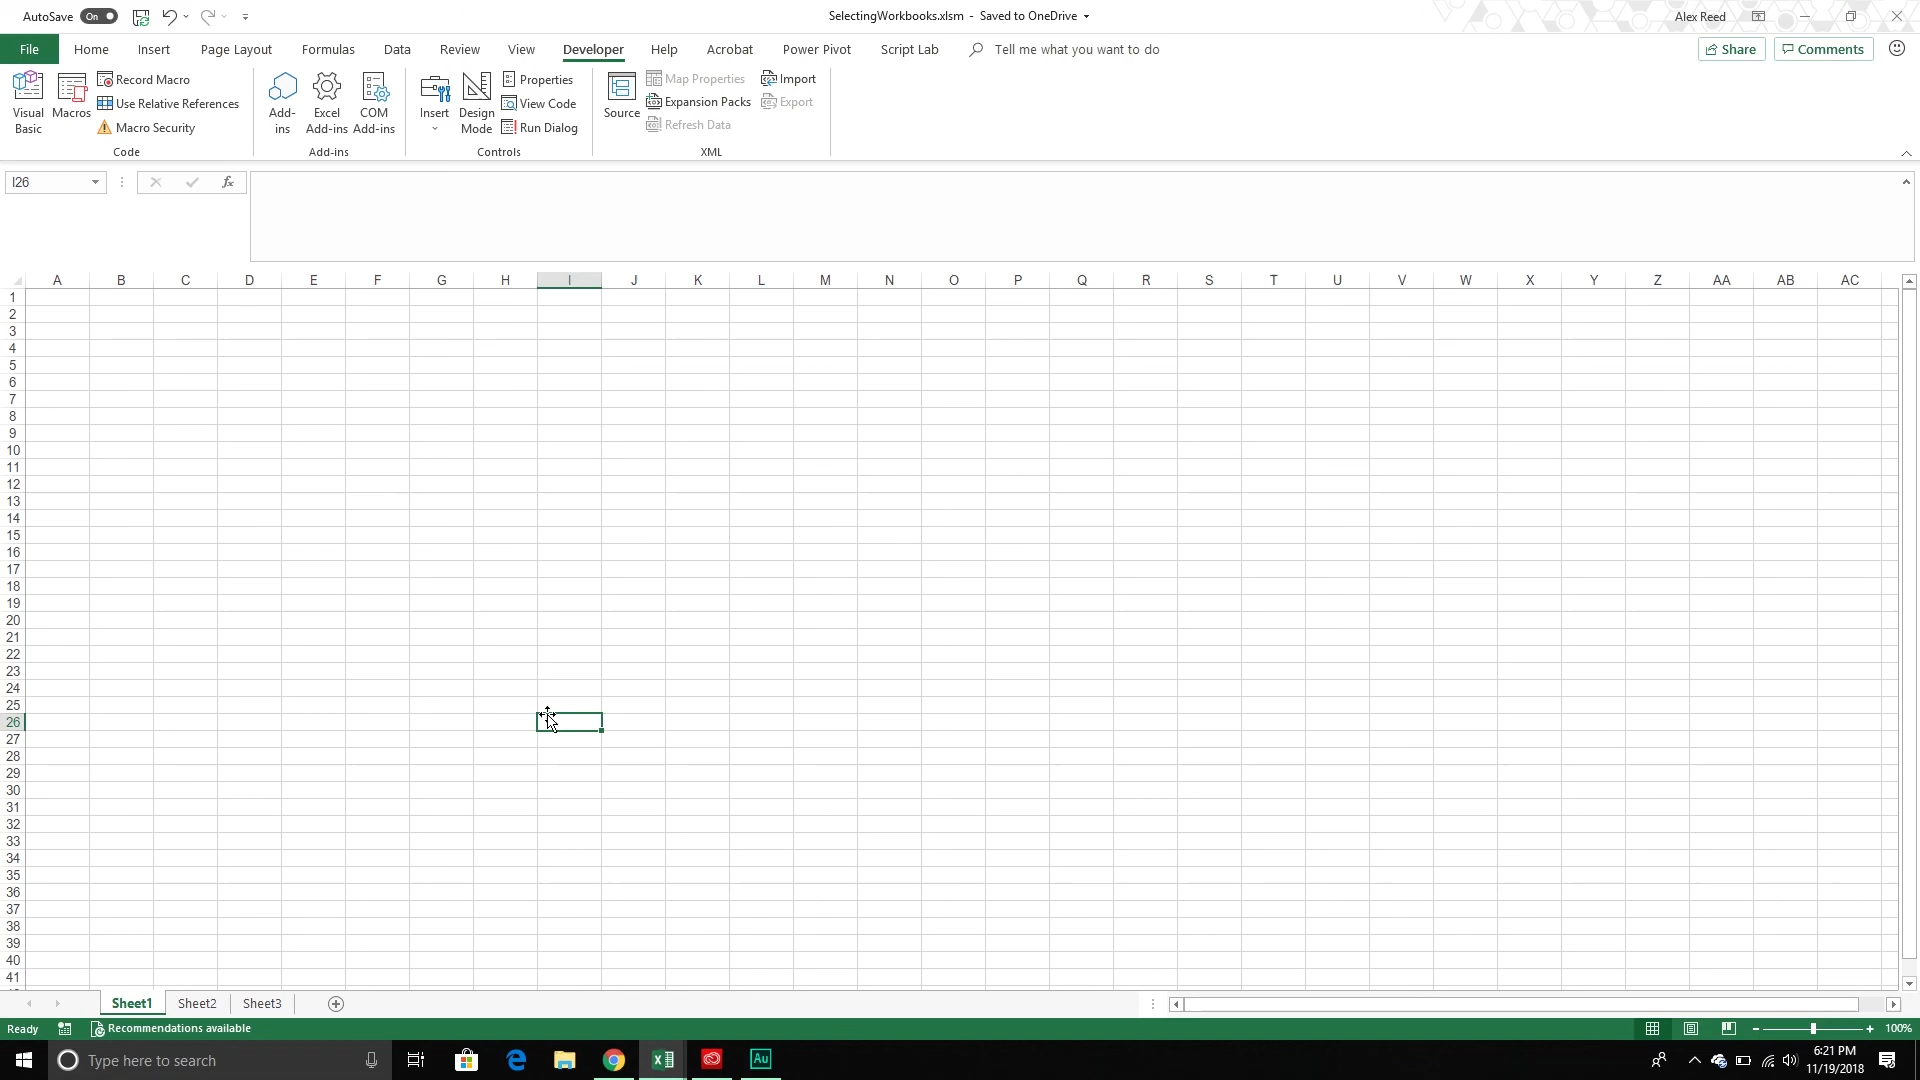 AutoSave On
SelectingWorkbooks.xlsm - Saved to OneDrive
Alex Reed
File Home Insert Page Layout Formulas Data Review View Developer Help Acrobat Power Pivot Script Lab Tell me what you want to do
Share Comments
Visual Basic
Macros
Record Macro
Use Relative References
Macro Security
Code
Add-ins
Excel Add-ins
COM Add-ins
Add-ins
Insert
Design Mode
Properties
View Code
Run Dialog
Controls
Source
Map Properties
Expansion Packs
Refresh Data
Import
Export
XML
I26
fx
A B C D E F G H I J K L M N O P Q R S T U V W X Y Z AA AB AC
1
2
3
4
5
6
7
8
9
10
11
12
13
14
15
16
17
18
19
20
21
22
23
24
25
26
27
28
29
30
31
32
33
34
35
36
37
38
39
40
41
Sheet1 Sheet2 Sheet3
Ready Recommendations available
100%
Type here to search
Au
6:21 PM
11/19/2018